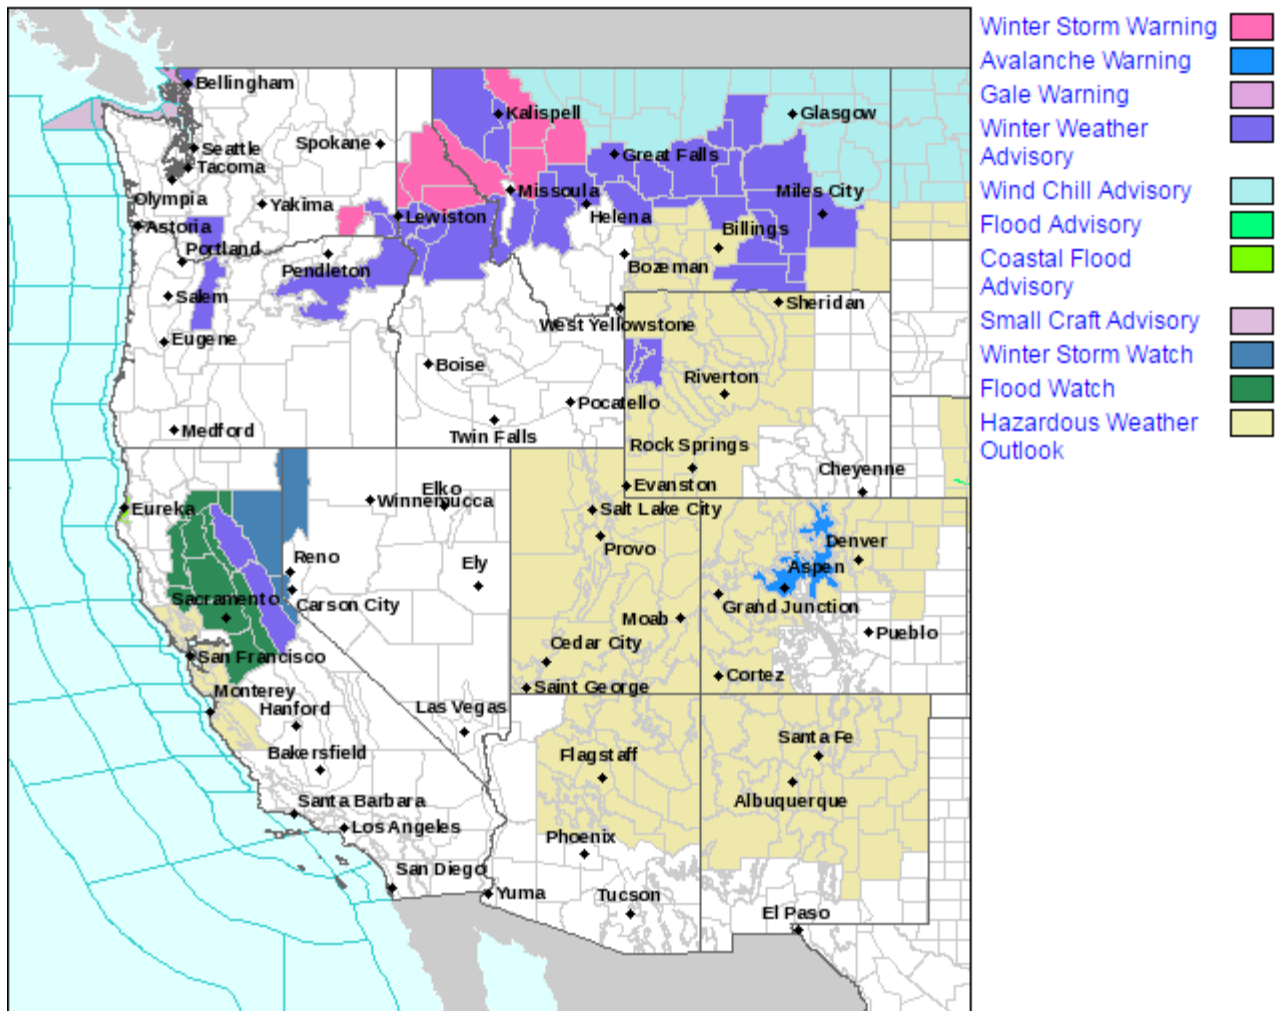 Bellingham
Kalispell
Glasgow
Spokane
Seattle
Great Falls
Tacoma
Missoula
Miles City
Olympia
Yakima
Lewiston
Helena
Astoria
Billings
Portland
Pendleton
Bozeman
Salem
Sheridan
West Yellowstone
Eugene
Boise
Riverton
Pocatello
Medford
Twin Falls
Rock Springs
Cheyenne
Evanston
Elko
Winnemucca
Eureka
Salt Lake City
Denver
Provo
Reno
Ely
Aspen
Sacramento
Carson City
Grand Junction
Moab
Pueblo
Cedar City
San Francisco
Cortez
Saint George
Monterey
Hanford
Las Vegas
Santa Fe
Bakersfield
Flagstaff
Santa Barbara
Albuquerque
Los Angeles
Phoenix
San Diego
Yuma
Tucson
El Paso
Winter Storm Warning
Avalanche Warning
Gale Warning
Winter Weather
Advisory
Wind Chill Advisory
Flood Advisory
Coastal Flood
Advisory
Small Craft Advisory
Winter Storm Watch
Flood Watch
Hazardous Weather
Outlook